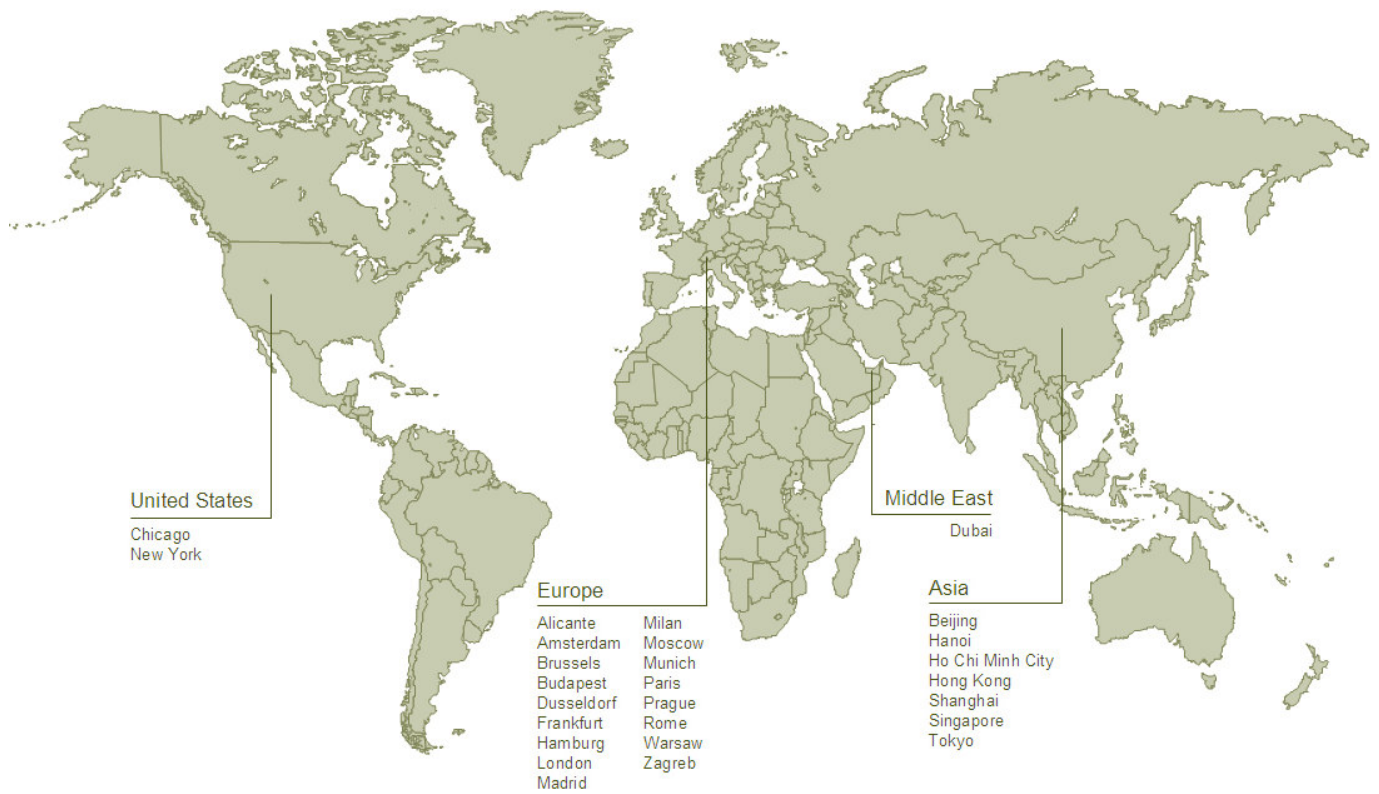 United States
Chicago
New York
Europe
Alicante
Amsterdam
Brussels
Budapest
Dusseldorf
Frankfurt
Hamburg
London
Madrid
Milan
Moscow
Munich
Paris
Prague
Rome
Warsaw
Zagreb
Middle East
Dubai
Asia
Beijing
Hanoi
Ho Chi Minh City
Hong Kong
Shanghai
Singapore
Tokyo